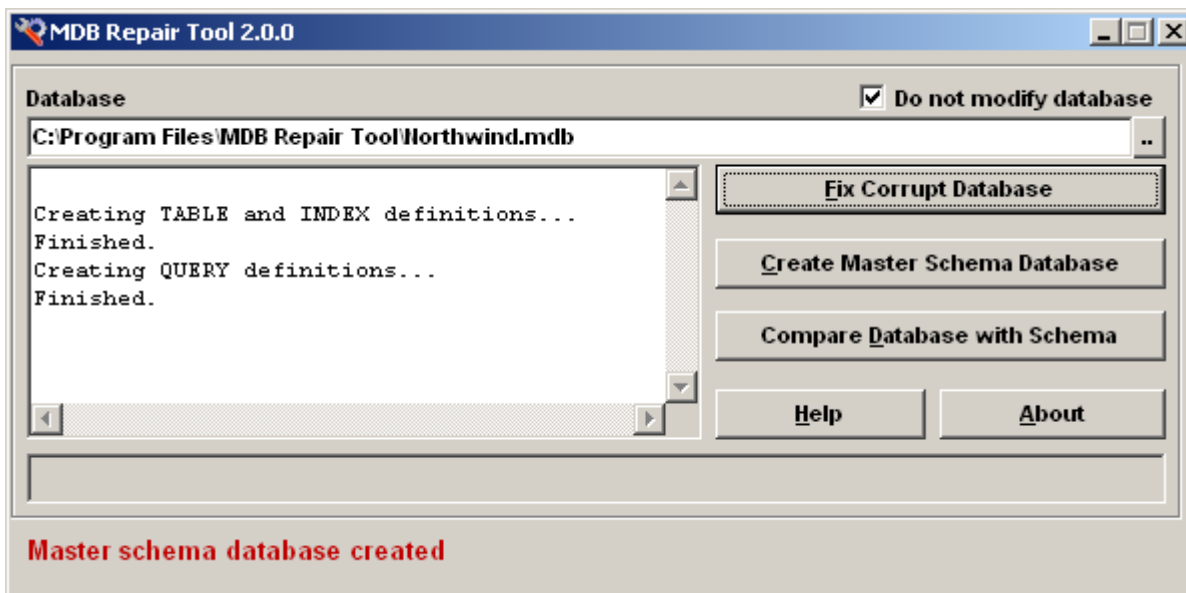 MDB Repair Tool 2.0.0
Database
Do not modify database
C:\Program Files\MDB Repair Tool\Northwind.mdb
..
Creating TABLE and INDEX definitions...
Finished.
Creating QUERY definitions...
Finished.
Fix Corrupt Database
Create Master Schema Database
Compare Database with Schema
Help
About
Master schema database created